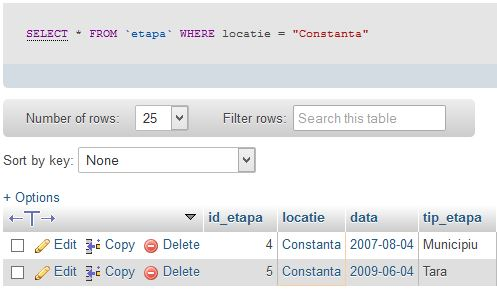 SELECT * FROM `etapa` WHERE locatie = "Constanta"
Number of rows: 25 Filter rows: Search this table
Sort by key: None
+ Options
←T→ id_etapa locatie data tip_etapa
Edit Copy Delete 4 Constanta 2007-08-04 Municipiu
Edit Copy Delete 5 Constanta 2009-06-04 Tara